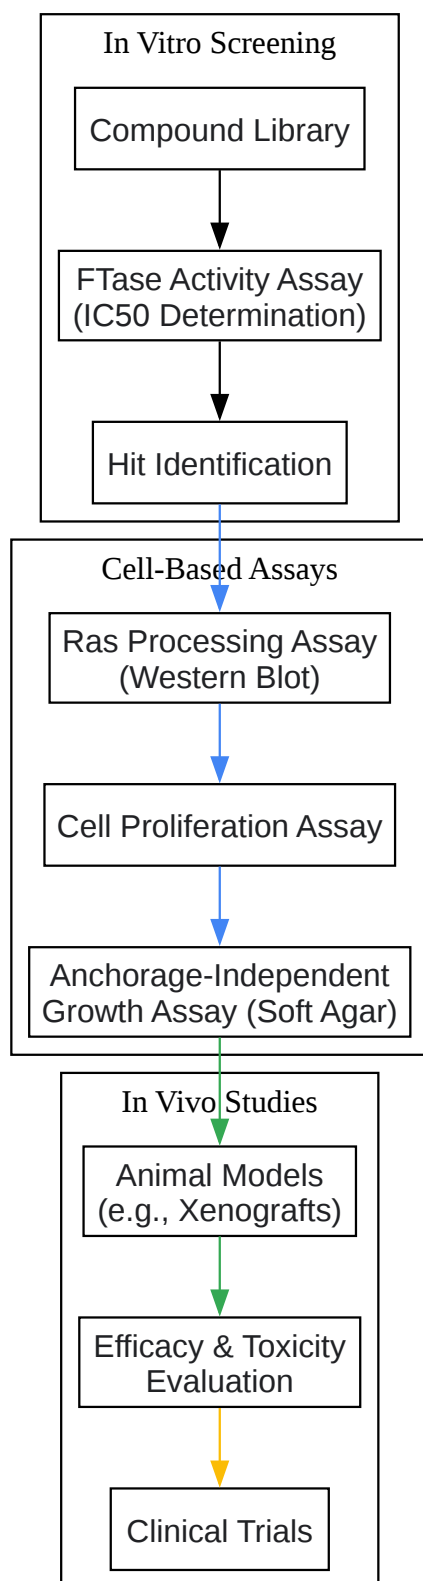 In Vitro Screening
Compound Library
FTase Activity Assay
(IC50 Determination)
Hit Identification
Cell-Based Assays
Ras Processing Assay
(Western Blot)
Cell Proliferation Assay
Anchorage-Independent
Growth Assay (Soft Agar)
In Vivo Studies
Animal Models
(e.g., Xenografts)
Efficacy & Toxicity
Evaluation
Clinical Trials